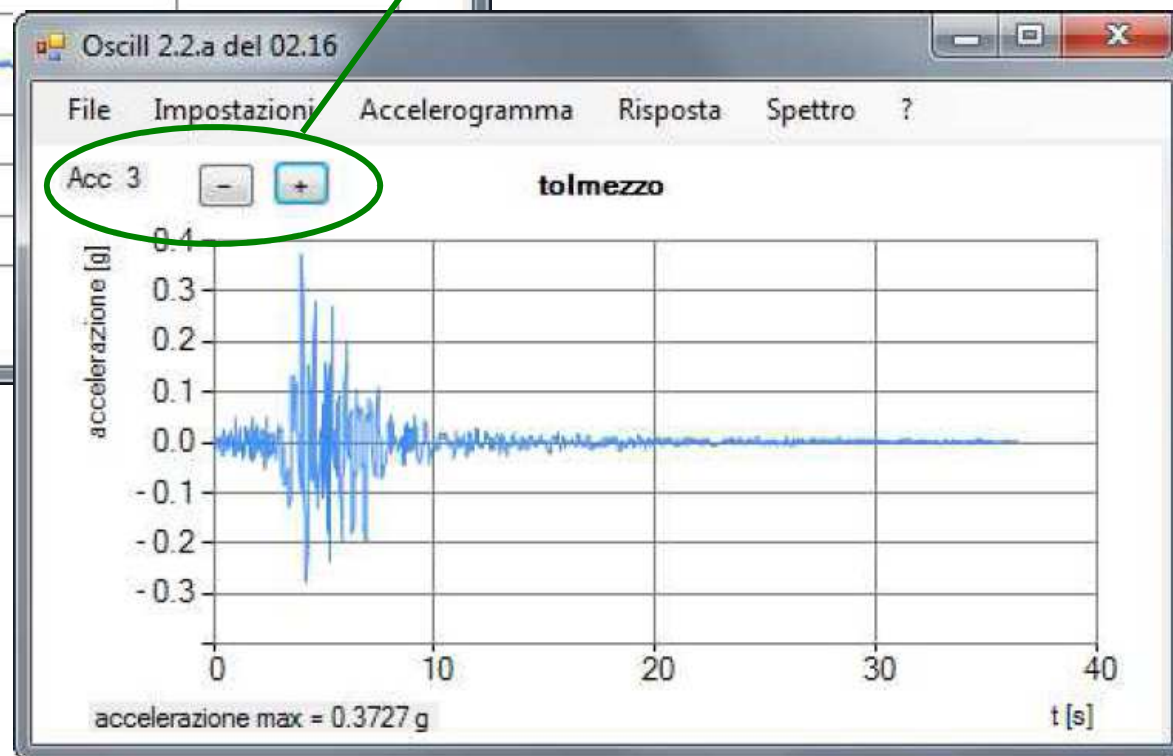 Oscill 2.2.a del 02.16
File Impostazioni Accelerogramma Risposta Spettro ?
Acc 3 - +
tolmezzo
accelerazione [g]
0.4
0.3
0.2
0.1
0.0
-0.1
-0.2
-0.3
0 10 20 30 40
accelerazione max = 0.3727 g
t [s]